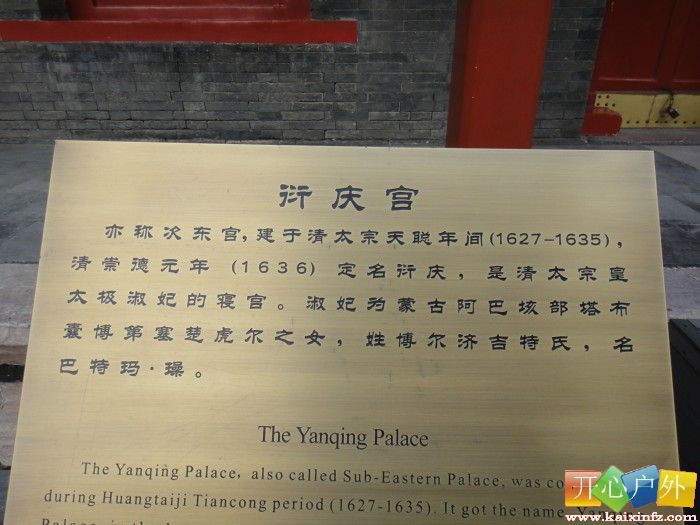 衍庆宫
亦称次东宫,建于清太宗天聪年间(1627-1635),
清崇德元年 (1636) 定名衍庆,是清太宗皇
太极淑妃的寝宫。淑妃为蒙古阿巴垓部塔布
囊博第塞楚虎尔之女,姓博尔济吉特氏,名
巴特玛·璪。
The Yanqing Palace
The Yanqing Palace, also called Sub-Eastern Palace, was
during Huangtaiji Tiancong period (1627-1635). It got the name,
开心户外
www.kaixinfz.com